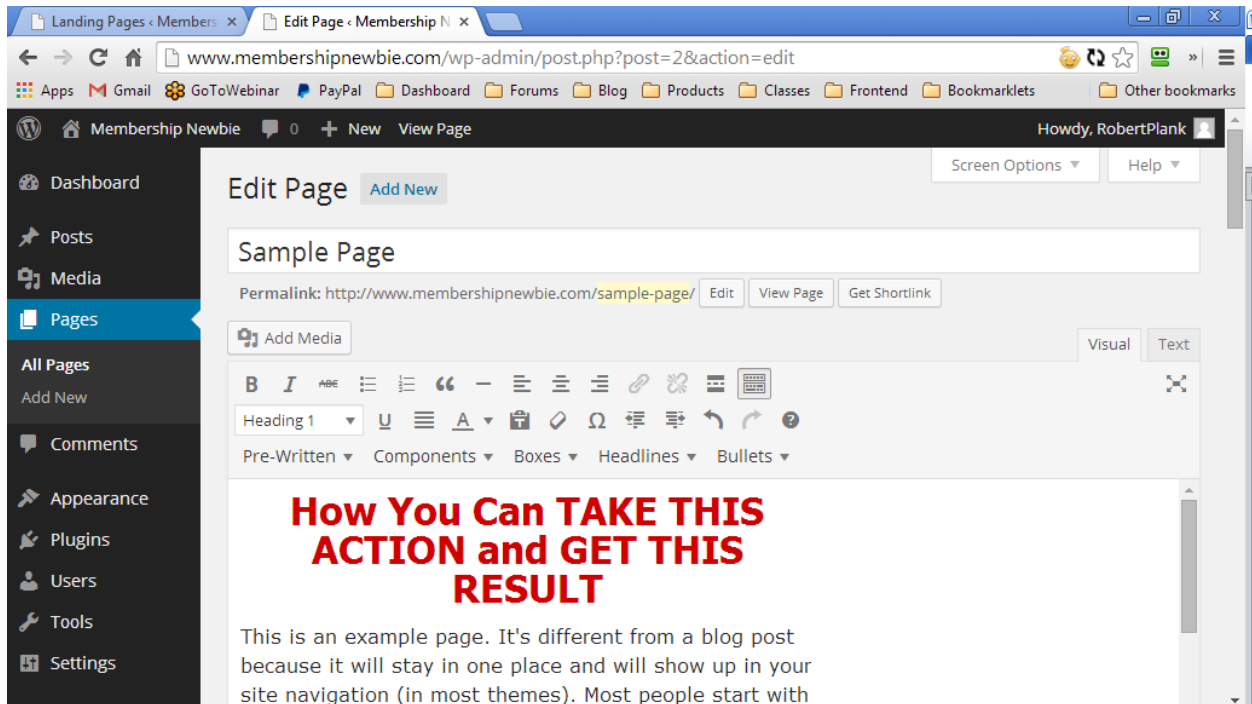 Landing Pages ‹ Members
Edit Page ‹ Membership N
www.membershipnewbie.com/wp-admin/post.php?post=2&action=edit
Apps Gmail GoToWebinar PayPal Dashboard Forums Blog Products Classes Frontend Bookmarklets Other bookmarks
Membership Newbie 0 + New View Page Howdy, RobertPlank
Screen Options Help
Dashboard
Posts
Media
Pages
All Pages
Add New
Comments
Appearance
Plugins
Users
Tools
Settings
Edit Page Add New
Sample Page
Permalink: http://www.membershipnewbie.com/sample-page/ Edit View Page Get Shortlink
Add Media
Visual Text
B I ABC
Heading 1 U A Ω
Pre-Written Components Boxes Headlines Bullets
How You Can TAKE THIS
ACTION and GET THIS
RESULT
This is an example page. It's different from a blog post
because it will stay in one place and will show up in your
site navigation (in most themes). Most people start with